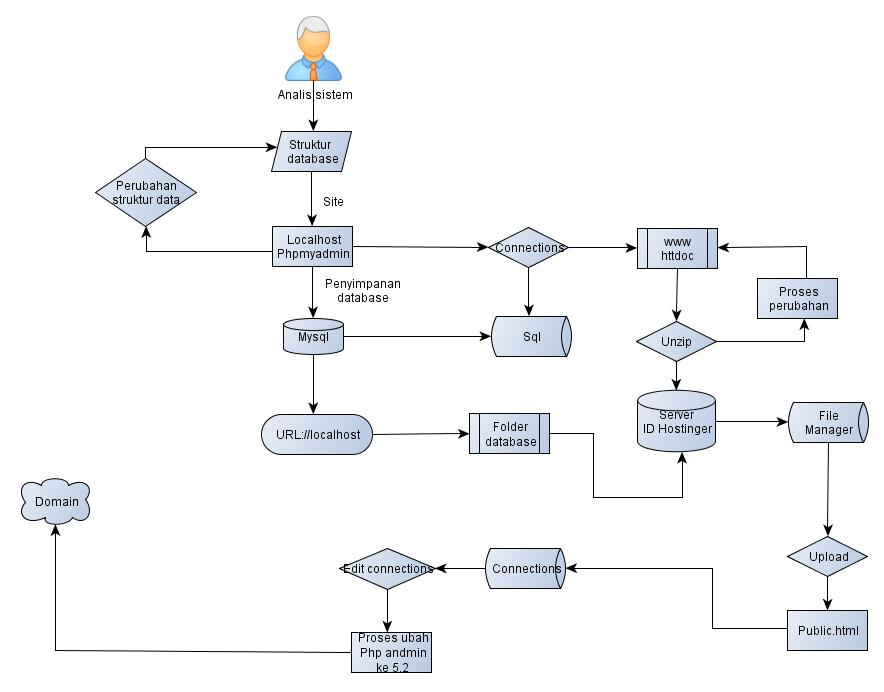 Analis sistem
Struktur
database
Perubahan
struktur data
Site
Localhost
Phpmyadmin
Connections
www
httdoc
Penyimpanan
database
Proses
perubahan
Mysql
Sql
Unzip
Server
ID Hostinger
File
Manager
URL://localhost
Folder
database
Domain
Upload
Edit connections
Connections
Public.html
Proses ubah
Php andmin
ke 5.2